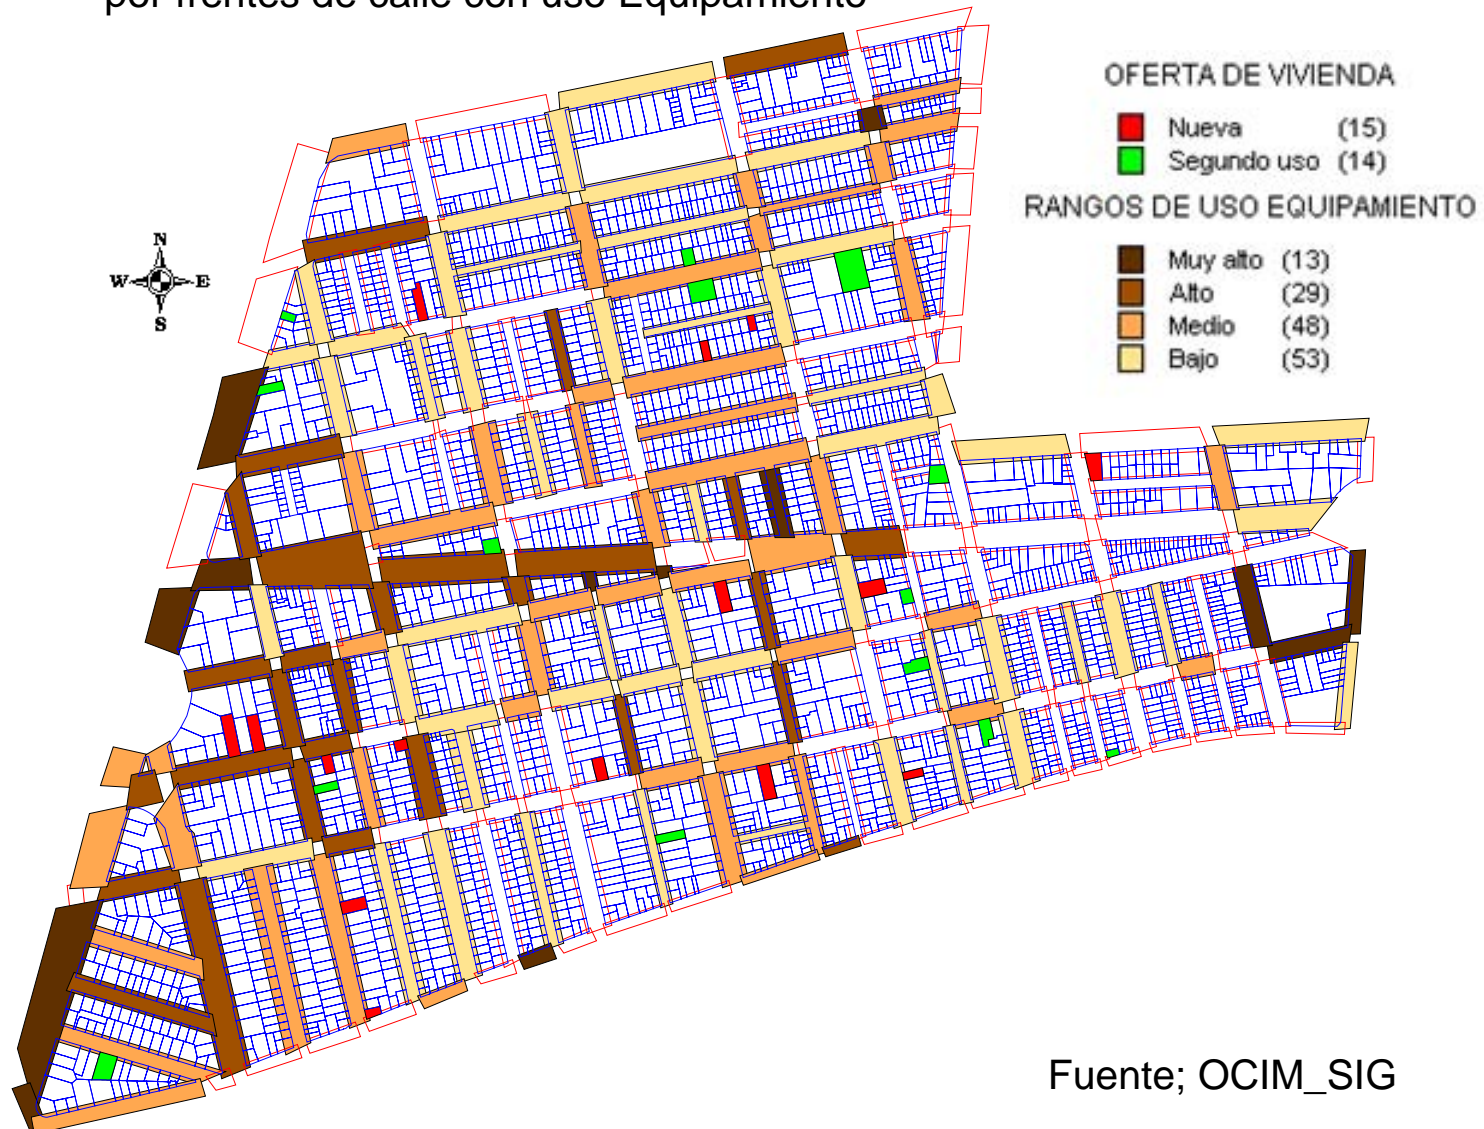 por frentes de calle con uso Equipamiento
OFERTA DE VIVIENDA
Nueva (15)
Segundo uso (14)
RANGOS DE USO EQUIPAMIENTO
Muy alto (13)
Alto (29)
Medio (48)
Bajo (53)
N
W E
S
Fuente; OCIM_SIG